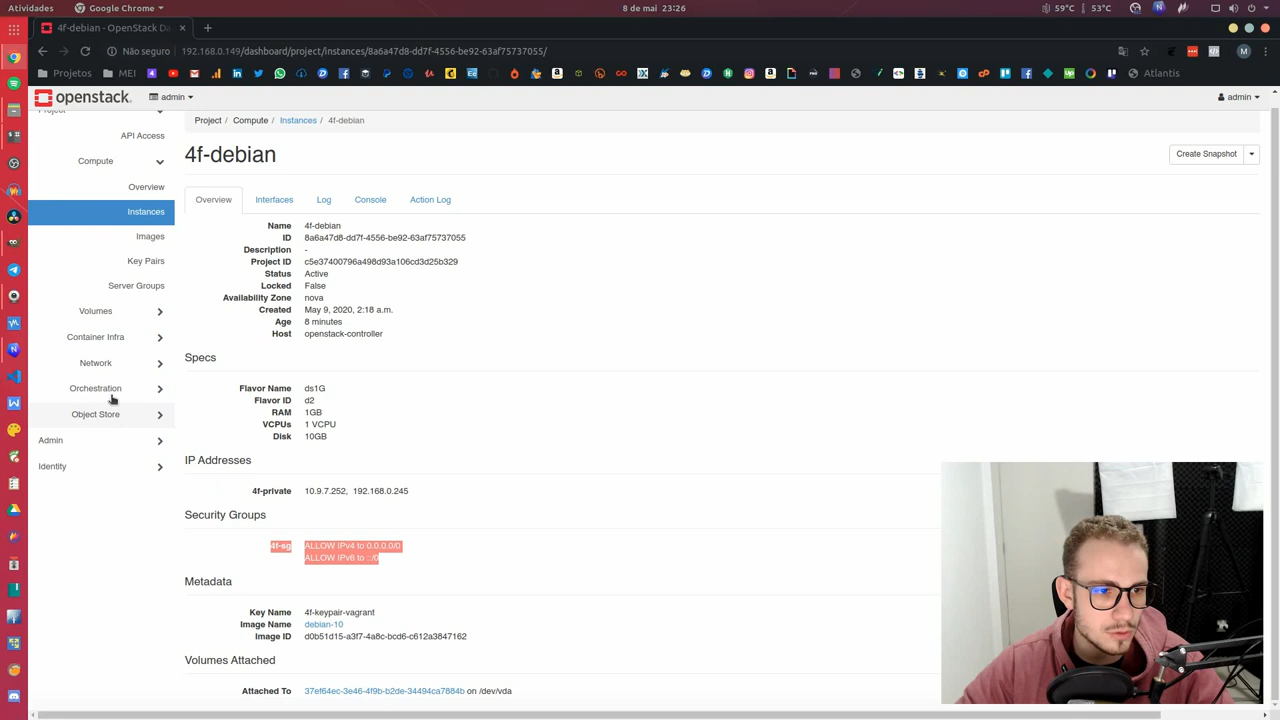 Atividades Google Chrome 8 de mai 23:26 59°C 53°C
4f-debian - OpenStack Da
Não seguro 192.168.0.149/dashboard/project/instances/8a6a47d8-dd7f-4556-be92-63af75737055/ M
Projetos MEI Atlantis
openstack. admin admin
Project
Project / Compute / Instances / 4f-debian
API Access
4f-debian
Create Snapshot
Compute
Overview
Overview Interfaces Log Console Action Log
Instances
Images
Key Pairs
Server Groups
Volumes
Container Infra
Network
Orchestration
Object Store
Admin
Identity
Name 4f-debian
ID 8a6a47d8-dd7f-4556-be92-63af75737055
Description -
Project ID c5e37400796a498d93a106cd3d25b329
Status Active
Locked False
Availability Zone nova
Created May 9, 2020, 2:18 a.m.
Age 8 minutes
Host openstack-controller
Specs
Flavor Name ds1G
Flavor ID d2
RAM 1GB
VCPUs 1 VCPU
Disk 10GB
IP Addresses
4f-private 10.9.7.252, 192.168.0.245
Security Groups
4f-sg ALLOW IPv4 to 0.0.0.0/0
ALLOW IPv6 to ::/0
Metadata
Key Name 4f-keypair-vagrant
Image Name debian-10
Image ID d0b51d15-a3f7-4a8c-bcd6-c612a3847162
Volumes Attached
Attached To 37ef64ec-3e46-4f9b-b2de-34494ca7884b on /dev/vda